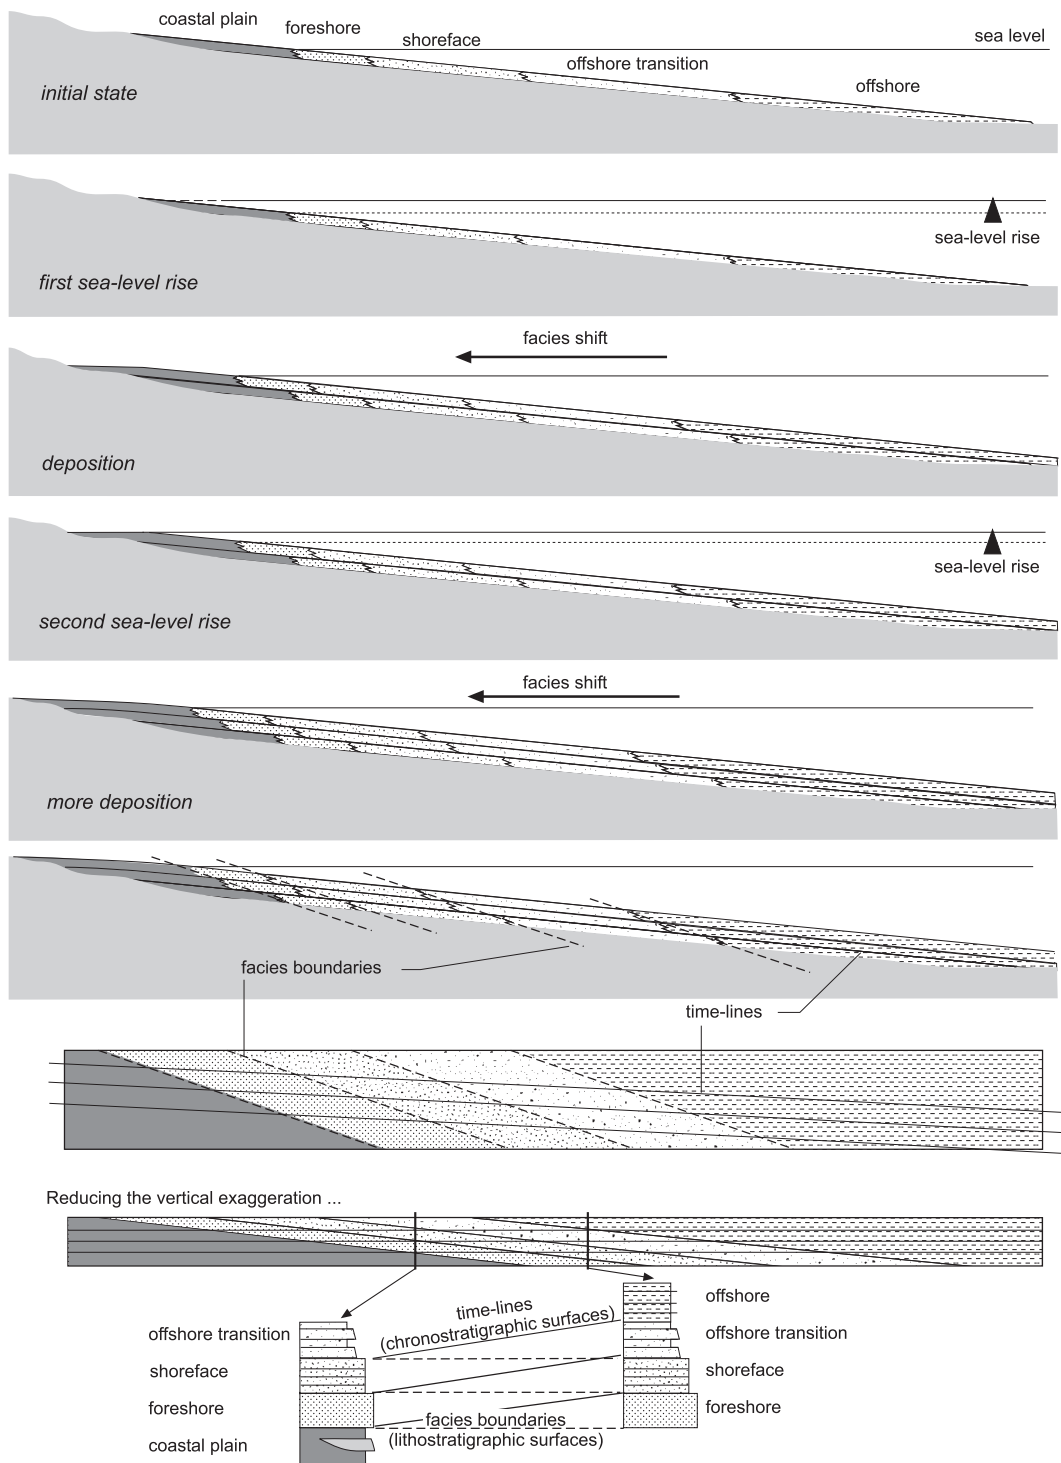 coastal plain
foreshore
shoreface
sea level
offshore transition
offshore
initial state
sea-level rise
first sea-level rise
facies shift
deposition
sea-level rise
second sea-level rise
facies shift
more deposition
facies boundaries
time-lines
Reducing the vertical exaggeration ...
offshore
time-lines
(chronostratigraphic surfaces)
offshore transition
offshore transition
shoreface
shoreface
foreshore
foreshore
facies boundaries
(lithostratigraphic surfaces)
coastal plain